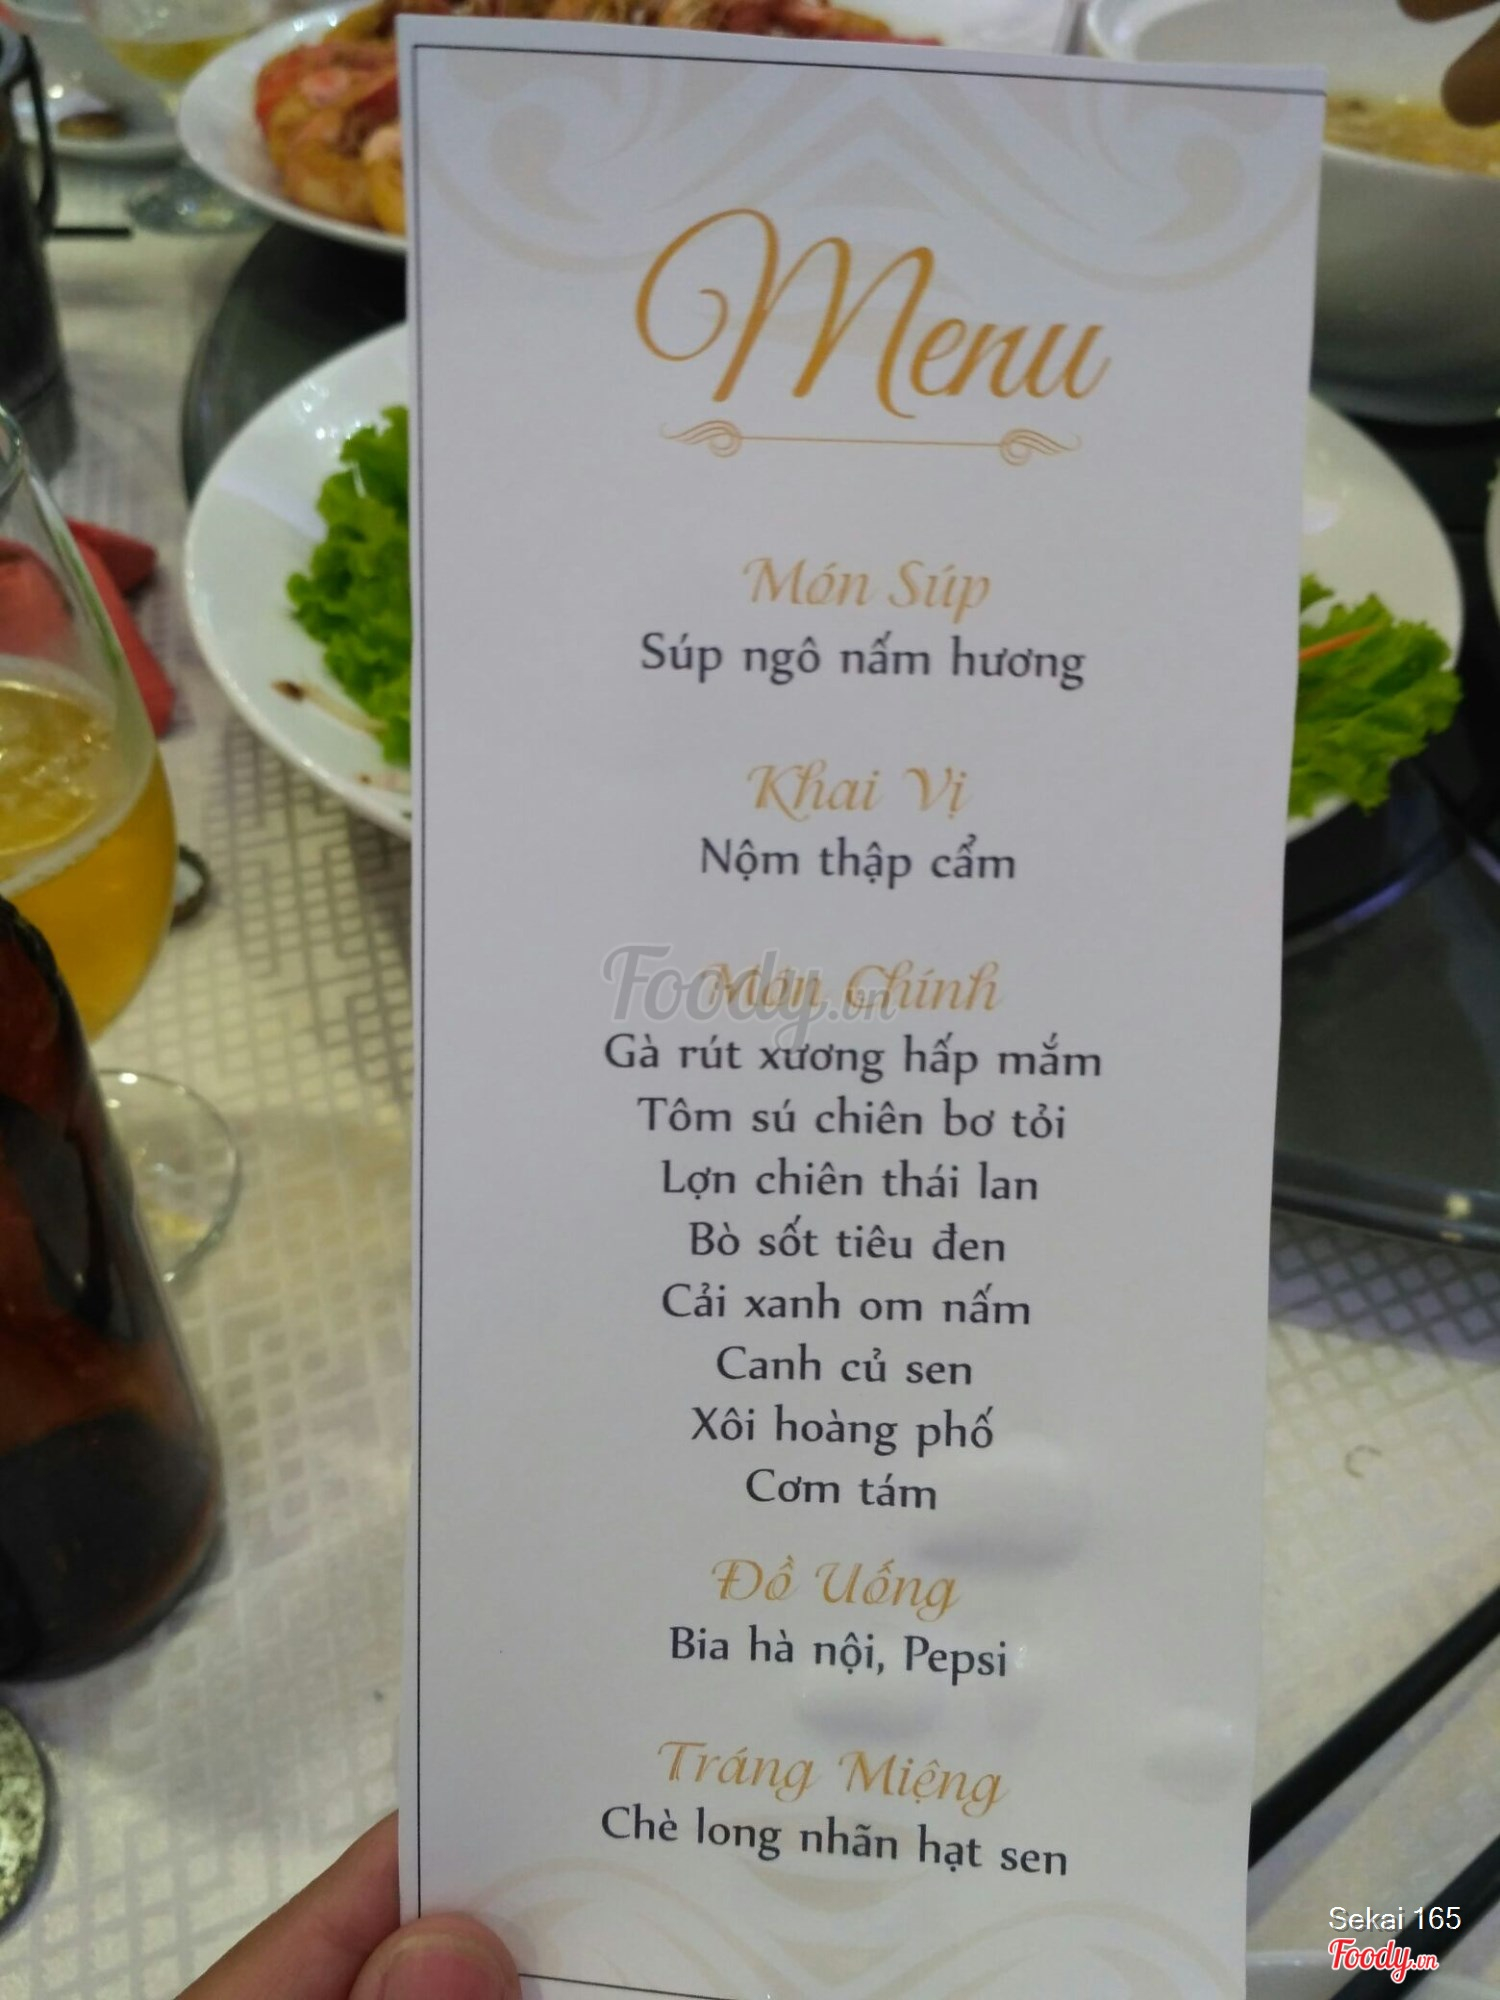 Menu
Món Súp
Súp ngô nấm hương
Khai Vị
Nộm thập cẩm
Món Chính
Foody.vn
Gà rút xương hấp mắm
Tôm sú chiên bơ tỏi
Lợn chiên thái lan
Bò sốt tiêu đen
Cải xanh om nấm
Canh củ sen
Xôi hoàng phố
Cơm tám
Đồ Uống
Bia hà nội, Pepsi
Tráng Miệng
Chè long nhãn hạt sen
Sekai 165
Foody.vn